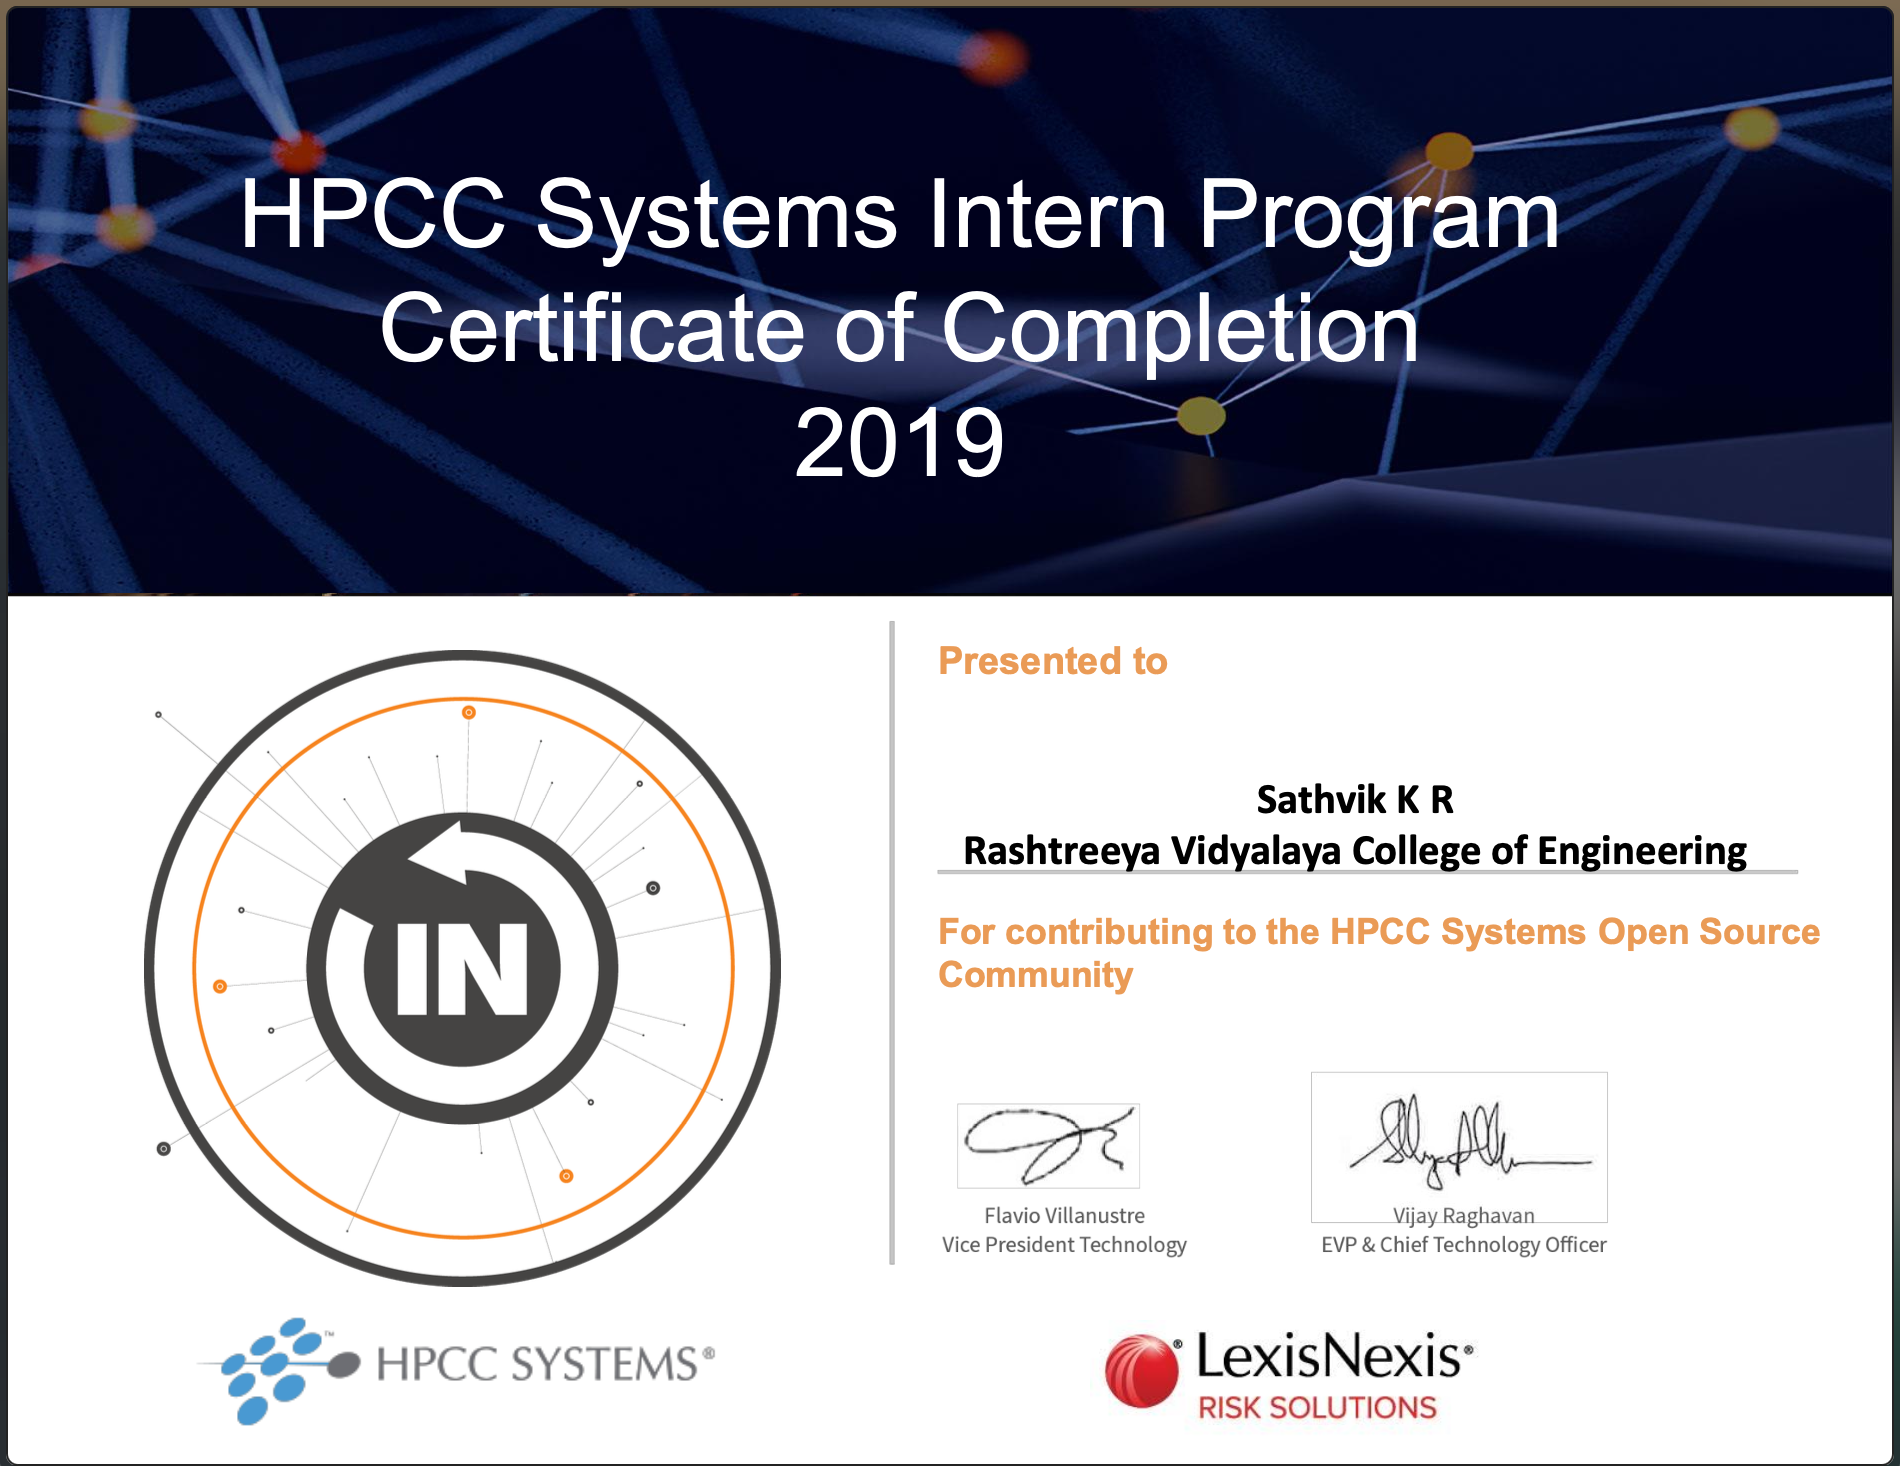 HPCC Systems Intern Program
Certificate of Completion
2019
Presented to
Sathvik K R
Rashtreeya Vidyalaya College of Engineering
For contributing to the HPCC Systems Open Source
Community
IN
Flavio Villanustre
Vice President Technology
Vijay Raghavan
EVP & Chief Technology Officer
HPCC SYSTEMS®
™
LexisNexis®
®
RISK SOLUTIONS